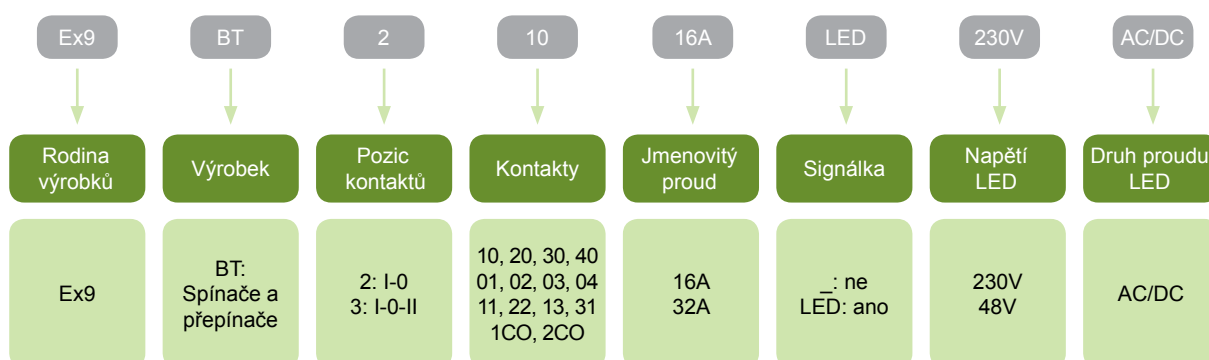 Ex9 BT 2 10 16A LED 230V AC/DC
Rodina
výrobků
Výrobek
Pozic
kontaktů
Kontakty
Jmenovitý
proud
Signálka
Napětí
LED
Druh proudu
LED
Ex9
BT:
Spínače a
přepínače
2: I-0
3: I-0-II
10, 20, 30, 40
01, 02, 03, 04
11, 22, 13, 31
1CO, 2CO
16A
32A
_: ne
LED: ano
230V
48V
AC/DC